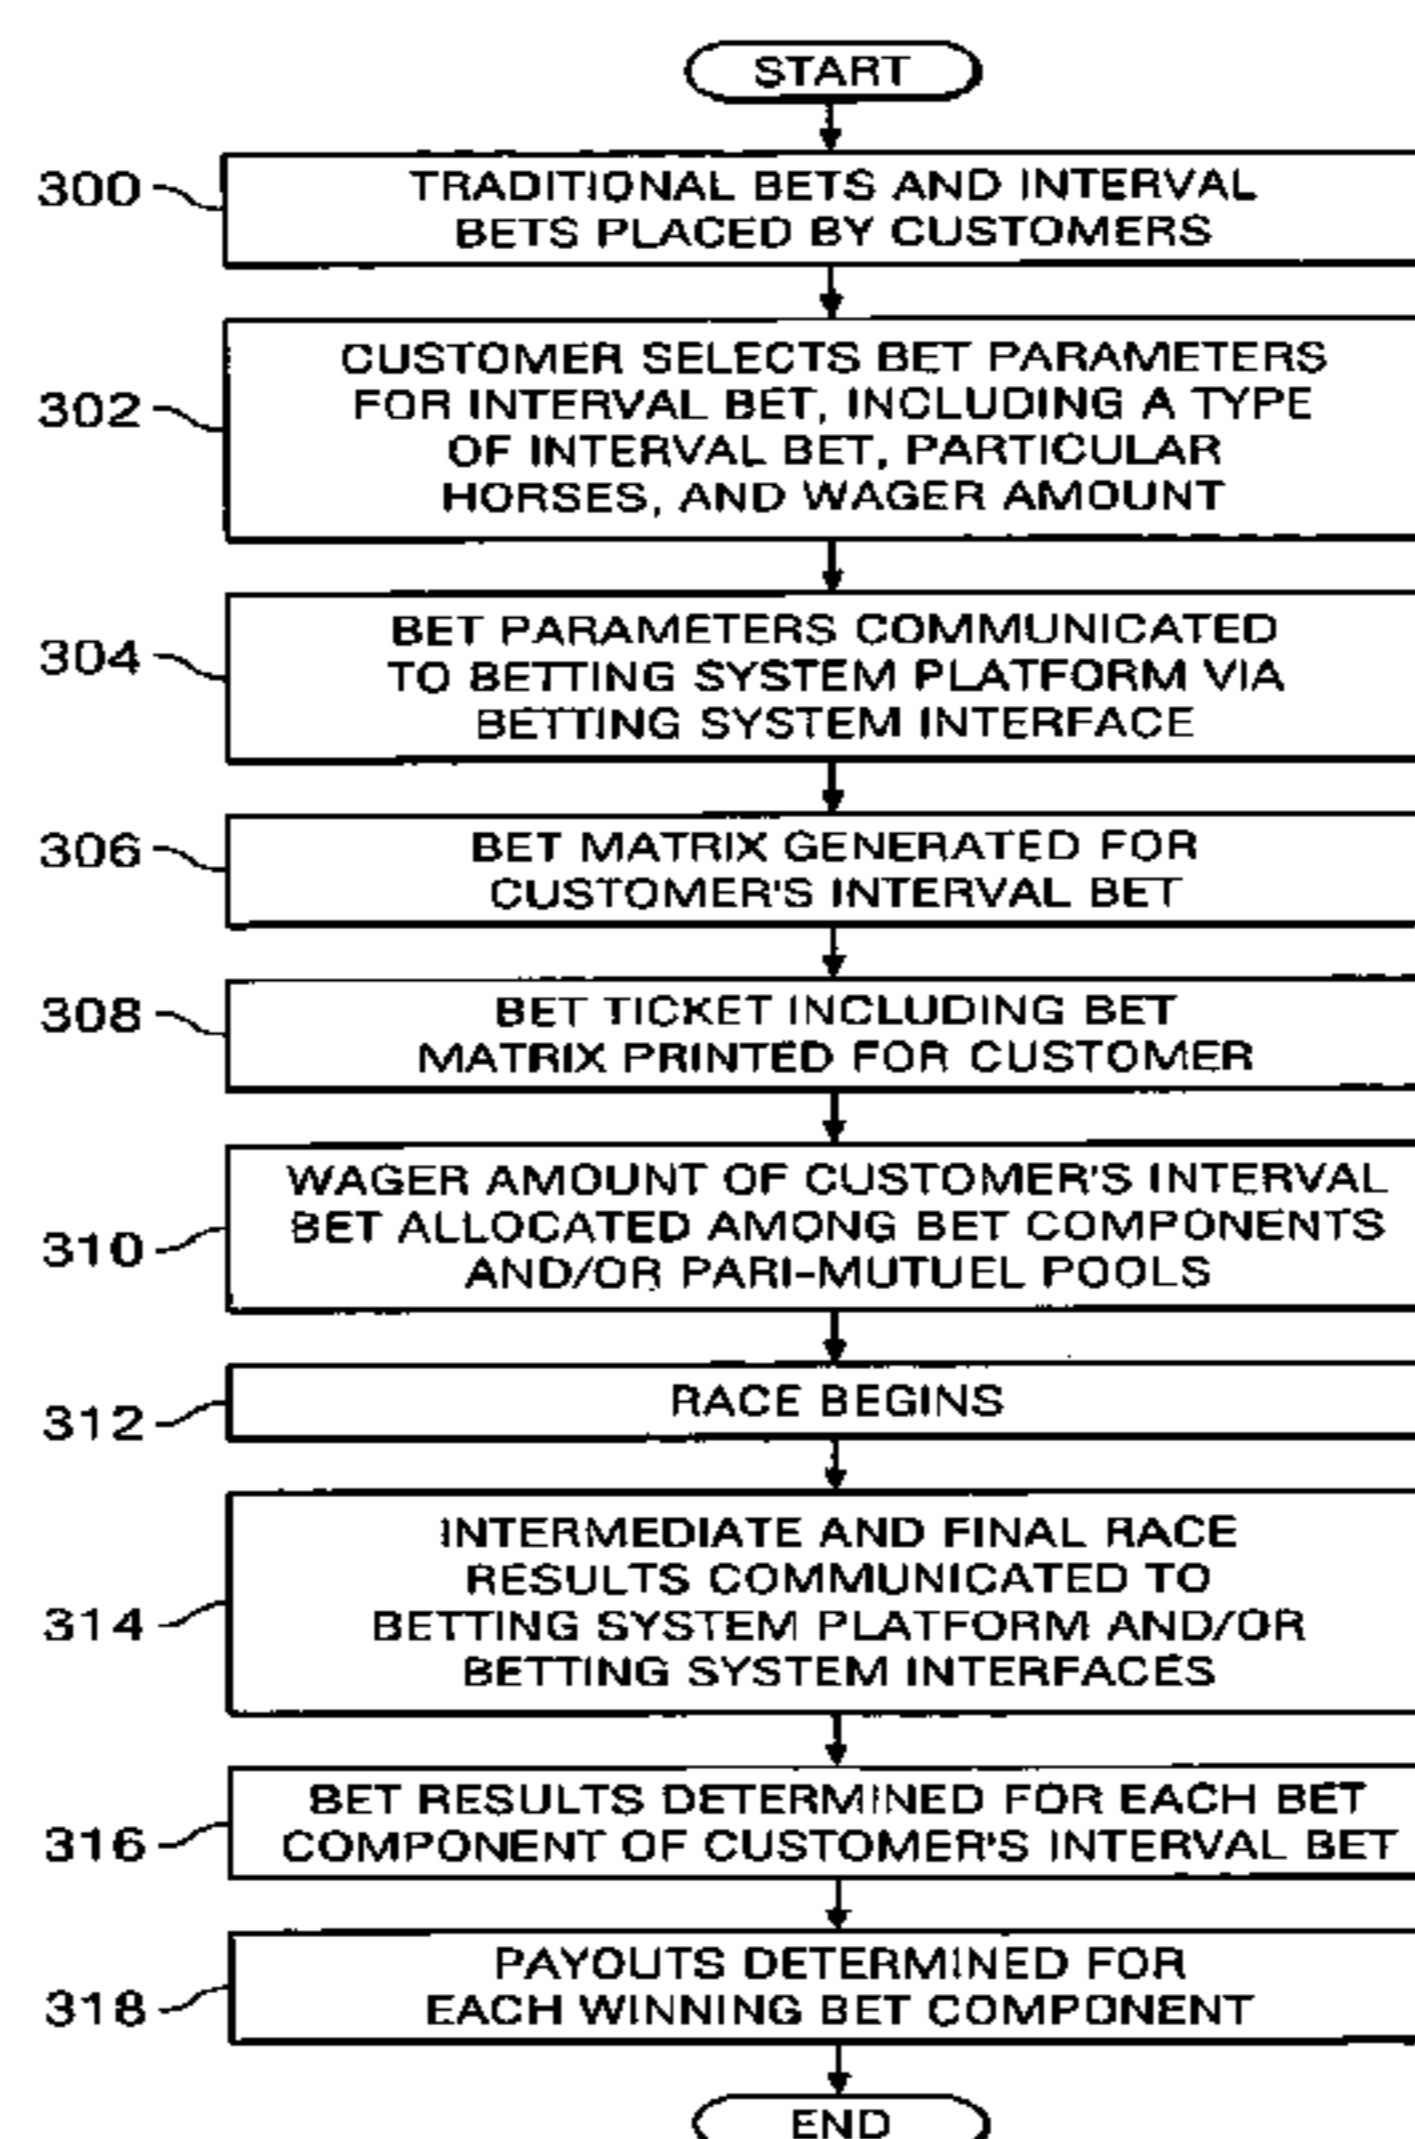 START
300
TRADITIONAL BETS AND INTERVAL
BETS PLACED BY CUSTOMERS
302
CUSTOMER SELECTS BET PARAMETERS
FOR INTERVAL BET, INCLUDING A TYPE
OF INTERVAL BET, PARTICULAR
HORSES, AND WAGER AMOUNT
304
BET PARAMETERS COMMUNICATED
TO BETTING SYSTEM PLATFORM VIA
BETTING SYSTEM INTERFACE
306
BET MATRIX GENERATED FOR
CUSTOMER'S INTERVAL BET
308
BET TICKET INCLUDING BET
MATRIX PRINTED FOR CUSTOMER
310
WAGER AMOUNT OF CUSTOMER'S INTERVAL
BET ALLOCATED AMONG BET COMPONENTS
AND/OR PARI-MUTUEL POOLS
312
RACE BEGINS
314
INTERMEDIATE AND FINAL RACE
RESULTS COMMUNICATED TO
BETTING SYSTEM PLATFORM AND/OR
BETTING SYSTEM INTERFACES
316
BET RESULTS DETERMINED FOR EACH BET
COMPONENT OF CUSTOMER'S INTERVAL BET
318
PAYOUTS DETERMINED FOR
EACH WINNING BET COMPONENT
END